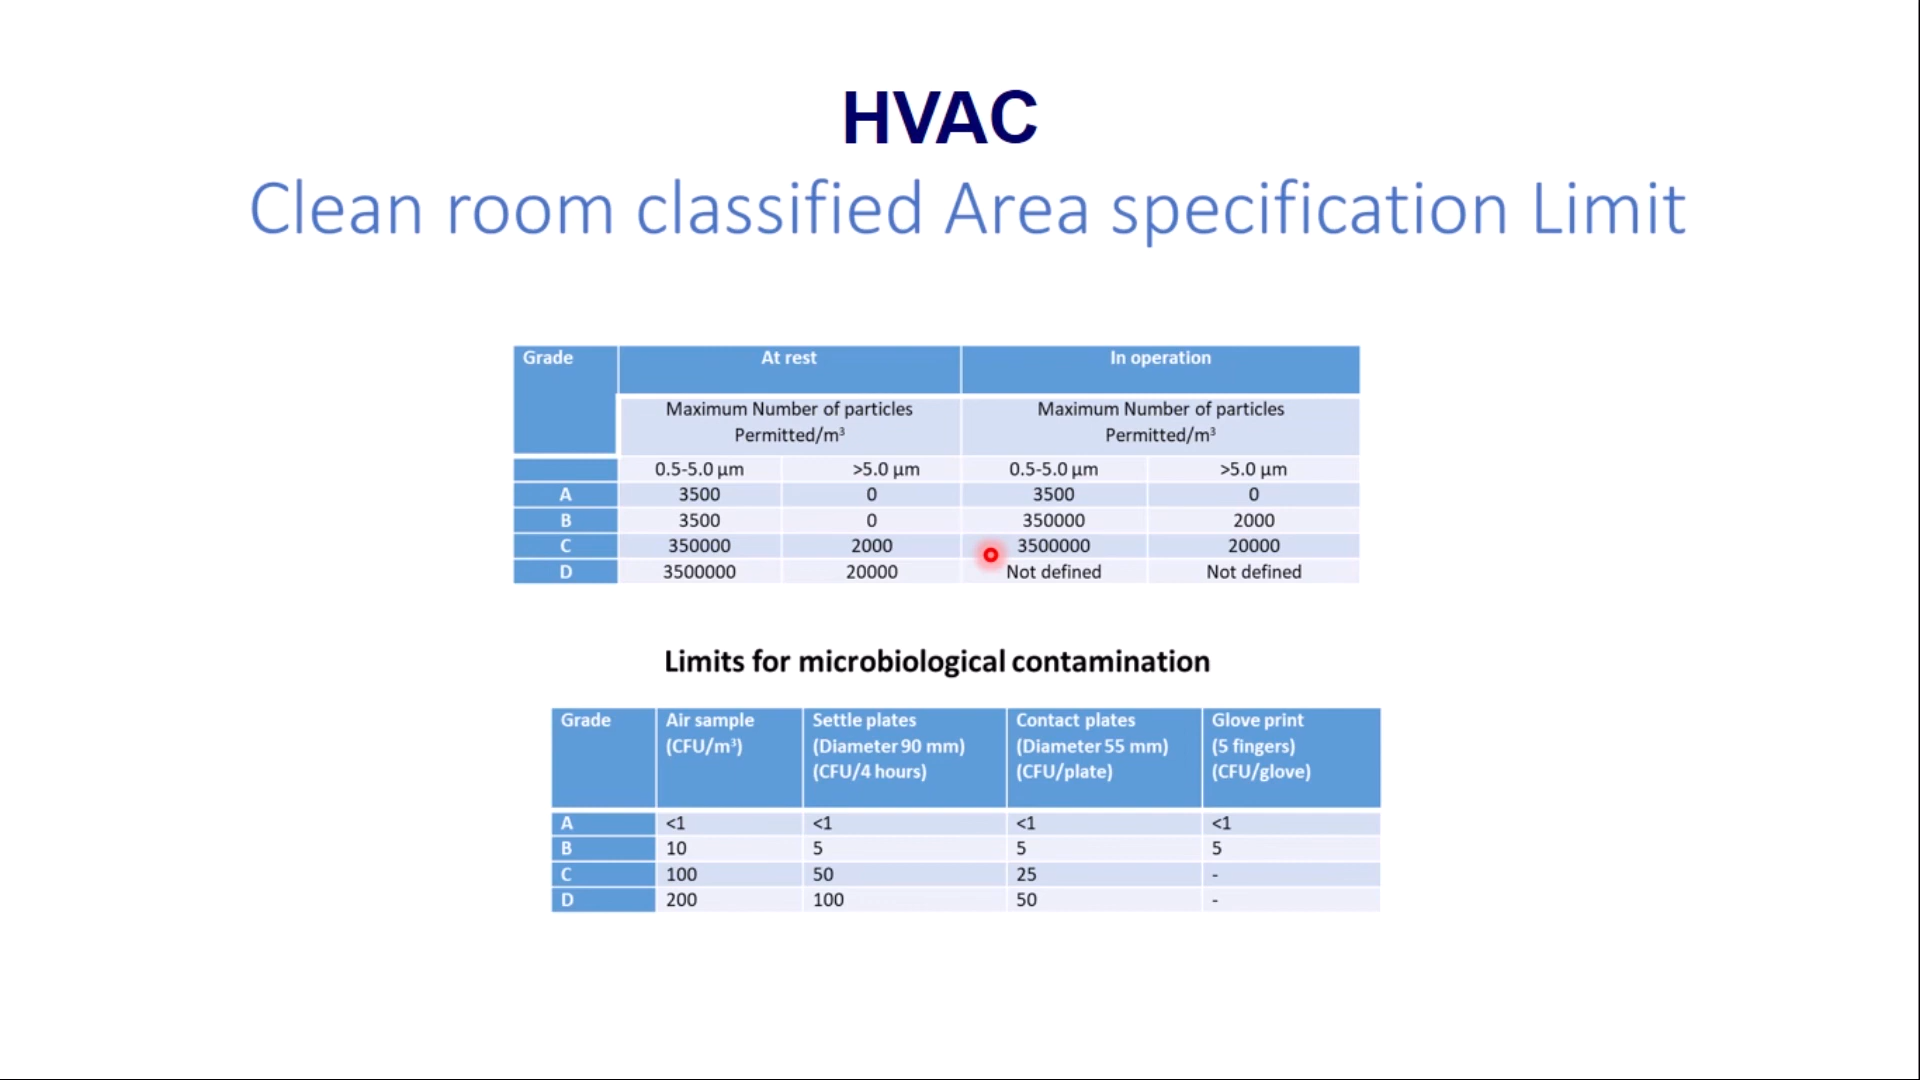 HVAC
Clean room classified Area specification Limit
Grade At rest In operation
Maximum Number of particles Permitted/m³ Maximum Number of particles Permitted/m³
0.5-5.0 µm >5.0 µm 0.5-5.0 µm >5.0 µm
A 3500 0 3500 0
B 3500 0 350000 2000
C 350000 2000 3500000 20000
D 3500000 20000 Not defined Not defined
Limits for microbiological contamination
Grade Air sample Settle plates Contact plates Glove print
(CFU/m³) (Diameter 90 mm) (Diameter 55 mm) (5 fingers)
(CFU/4 hours) (CFU/plate) (CFU/glove)
A <1 <1 <1 <1
B 10 5 5 5
C 100 50 25 -
D 200 100 50 -